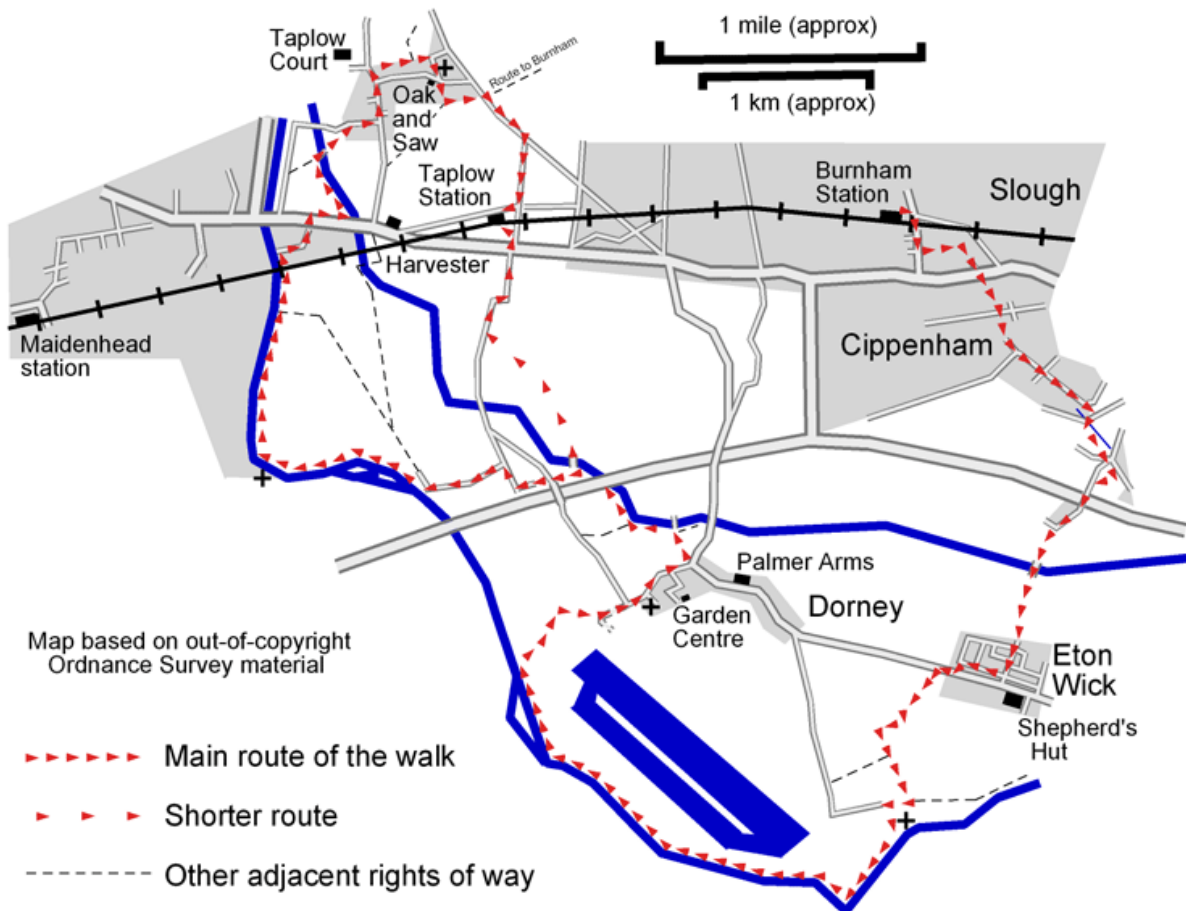 Taplow
Court
1 mile (approx)
1 km (approx)
Route to Burnham
Oak
and
Saw
Taplow
Station
Burnham
Station
Slough
Harvester
Maidenhead
station
Cippenham
Palmer Arms
Dorney
Garden
Centre
Eton
Wick
Shepherd's
Hut
Map based on out-of-copyright
Ordnance Survey material
Main route of the walk
Shorter route
Other adjacent rights of way